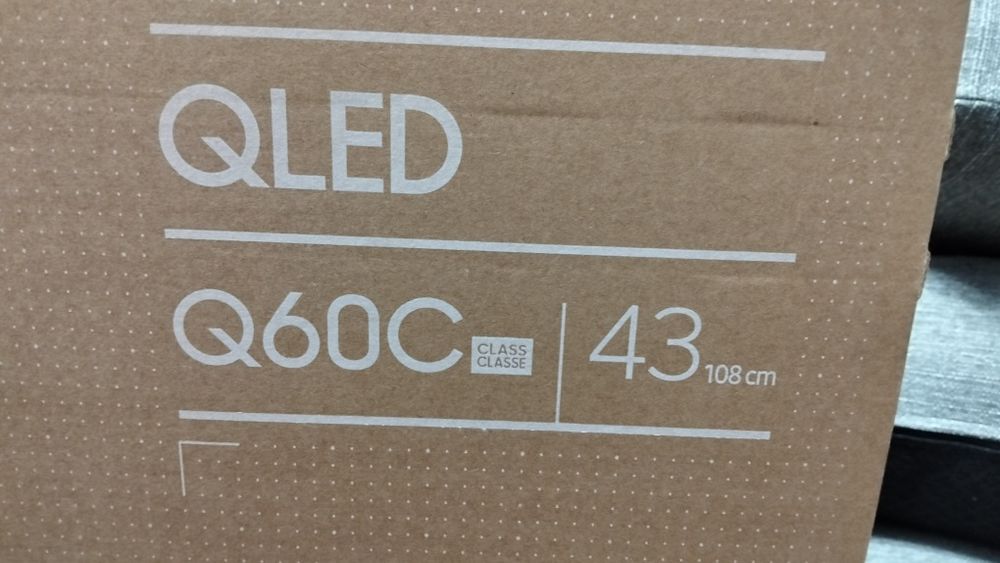 QLED
Q60C CLASS CLASSE 43 108 cm